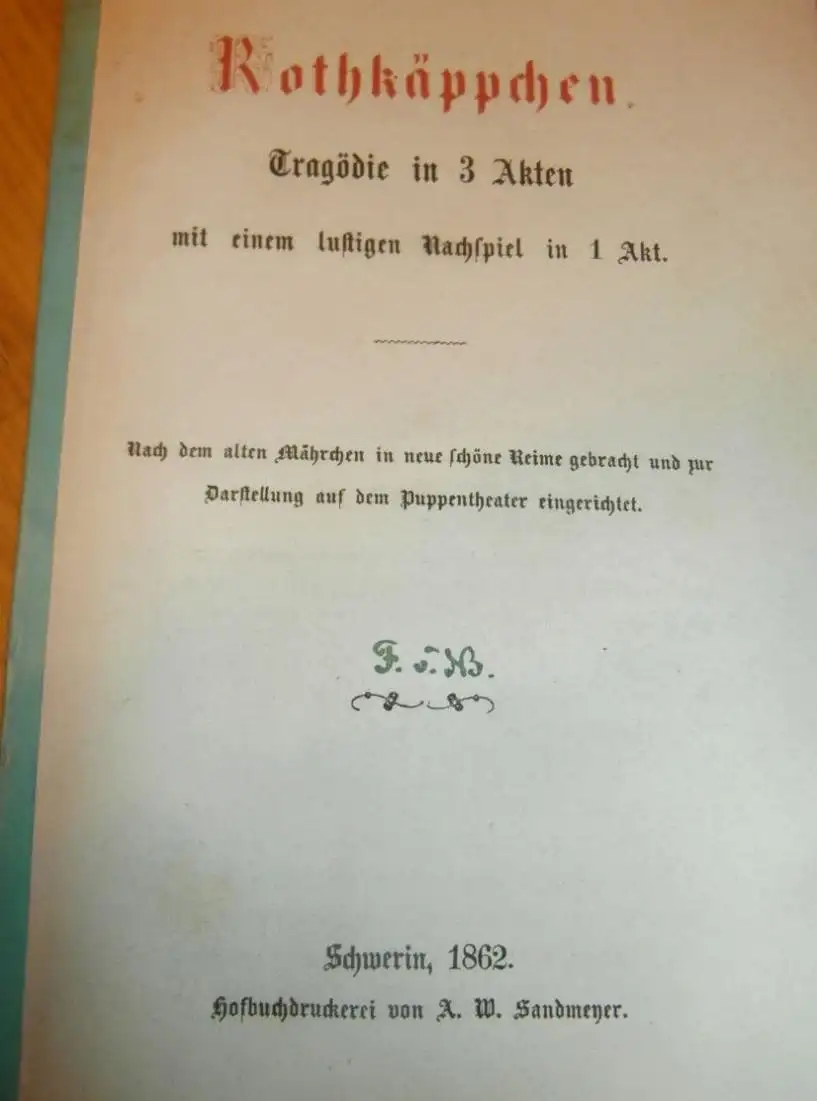 Rothkäppchen.
Tragödie in 3 Akten
mit einem lustigen Nachspiel in 1 Akt.
Nach dem alten Mährchen in neue schöne Reime gebracht und zur
Darstellung auf dem Puppentheater eingerichtet.
F. v. W.
Schwerin, 1862.
Hofbuchdruckerei von A. W. Sandmeyer.